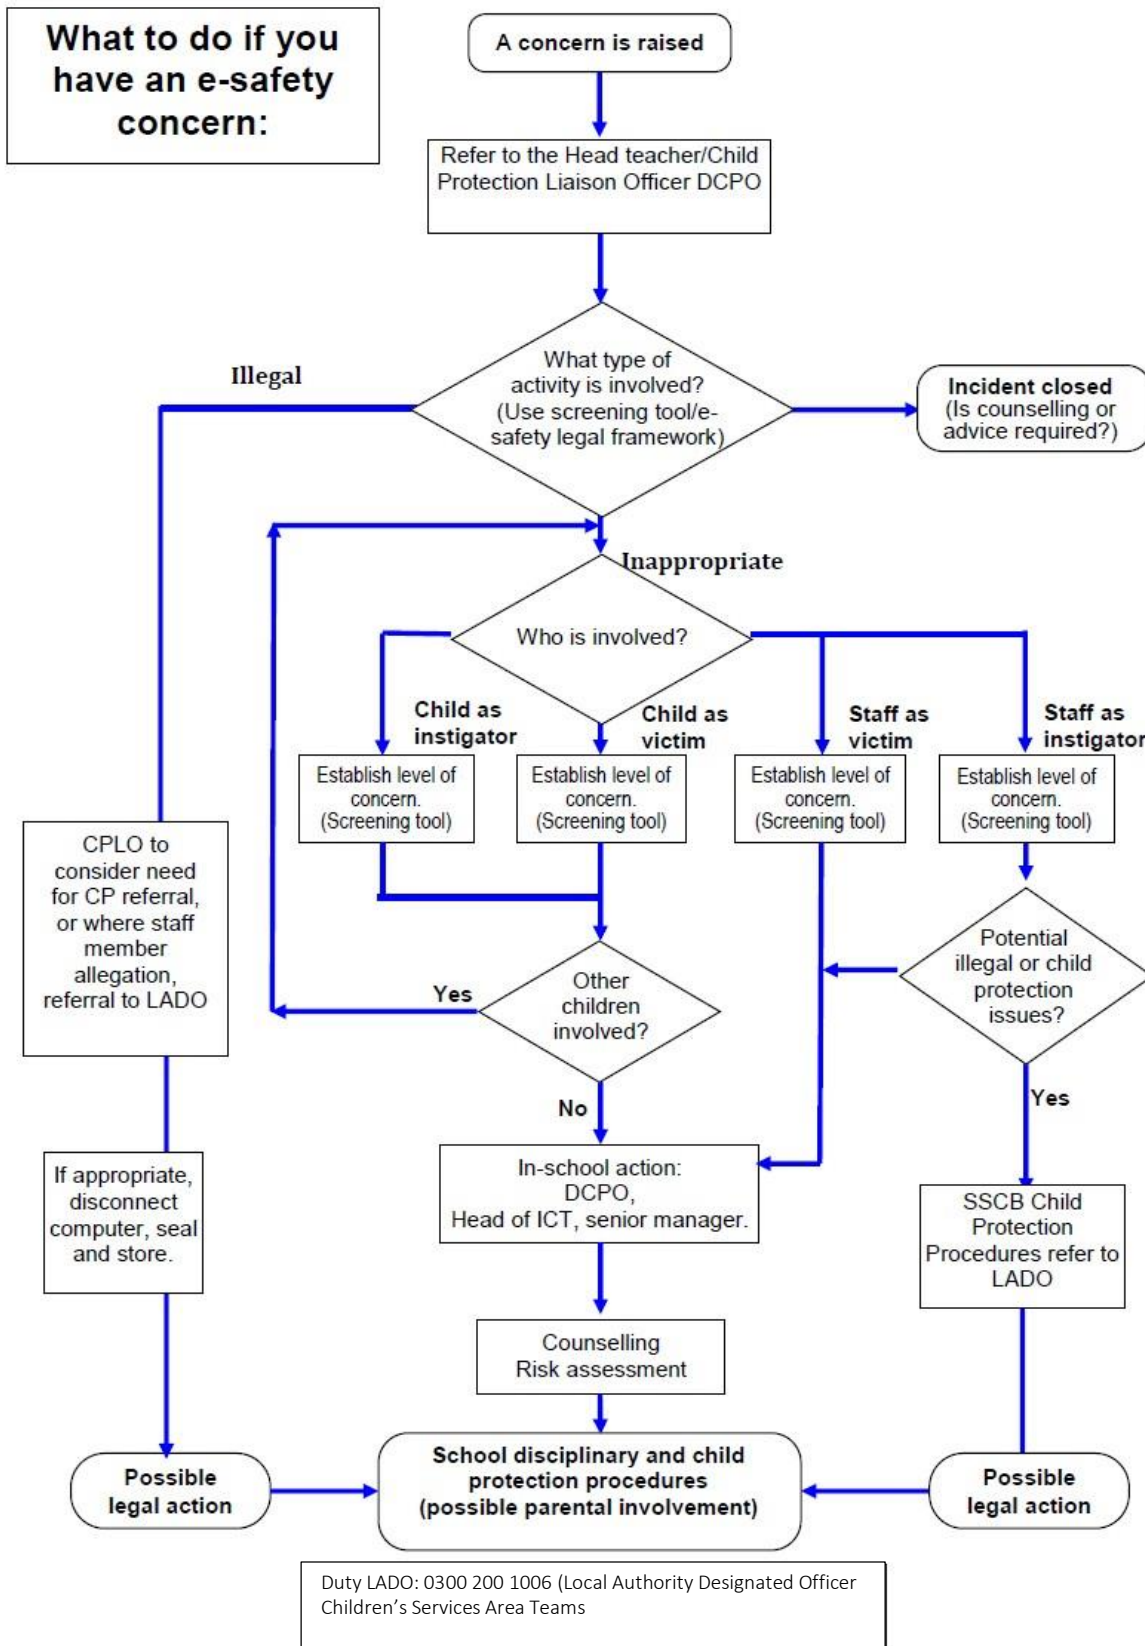 What to do if you
have an e-safety
concern:
A concern is raised
Refer to the Head teacher/Child
Protection Liaison Officer DCPO
What type of
activity is involved?
(Use screening tool/e-
safety legal framework)
Illegal
Incident closed
(Is counselling or
advice required?)
Inappropriate
Who is involved?
Child as
instigator
Child as
victim
Staff as
victim
Staff as
instigator
Establish level of
concern.
(Screening tool)
Establish level of
concern.
(Screening tool)
Establish level of
concern.
(Screening tool)
Establish level of
concern.
(Screening tool)
CPLO to
consider need
for CP referral,
or where staff
member
allegation,
referral to LADO
Other
children
involved?
Yes
No
Potential
illegal or child
protection
issues?
Yes
If appropriate,
disconnect
computer, seal
and store.
In-school action:
DCPO,
Head of ICT, senior manager.
SSCB Child
Protection
Procedures refer to
LADO
Counselling
Risk assessment
Possible
legal action
School disciplinary and child
protection procedures
(possible parental involvement)
Possible
legal action
Duty LADO: 0300 200 1006 (Local Authority Designated Officer
Children’s Services Area Teams